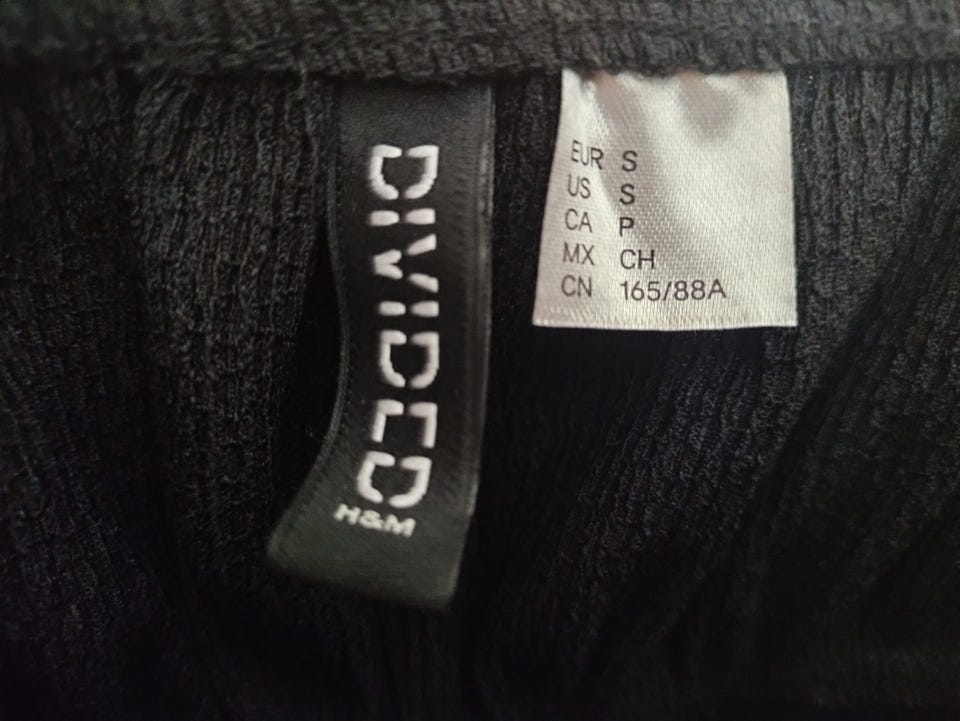 DIVIDED
H&M
EUR S
US S
CA P
MX CH
CN 165/88A